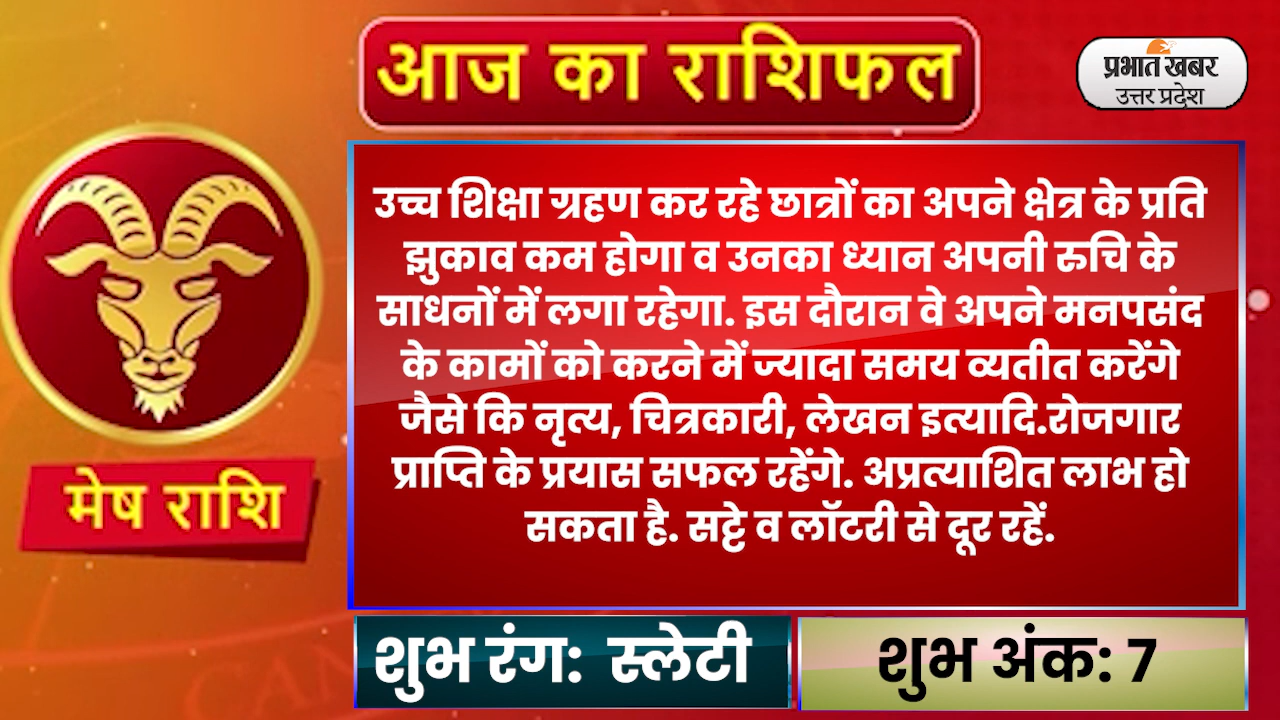 आज का राशिफल
प्रभात खबर
उत्तर प्रदेश
उच्च शिक्षा ग्रहण कर रहे छात्रों का अपने क्षेत्र के प्रति
झुकाव कम होगा व उनका ध्यान अपनी रुचि के
साधनों में लगा रहेगा. इस दौरान वे अपने मनपसंद
के कामों को करने में ज्यादा समय व्यतीत करेंगे
जैसे कि नृत्य, चित्रकारी, लेखन इत्यादि.रोजगार
प्राप्ति के प्रयास सफल रहेंगे. अप्रत्याशित लाभ हो
सकता है. सट्टे व लॉटरी से दूर रहें.
मेष राशि
शुभ रंग: स्लेटी
शुभ अंक: 7